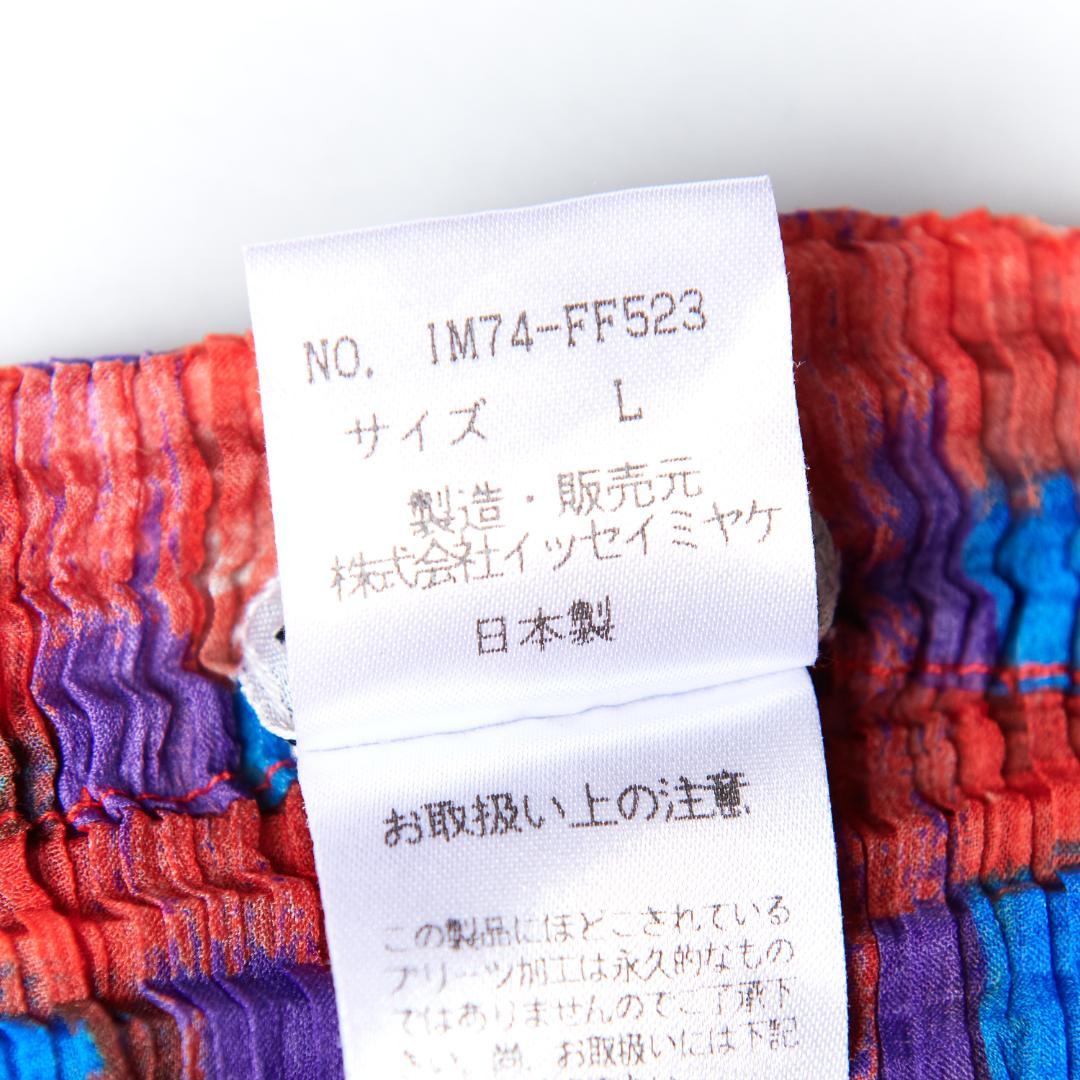 NO. IM74-FF523
サイズ L
製造・販売元
株式会社イッセイミヤケ
日本製
お取扱い上の注意
この製品にほどこされている
プリーツ加工は永久的なもの
ではありませんのでご了承下
さい。尚、お取扱いには下記